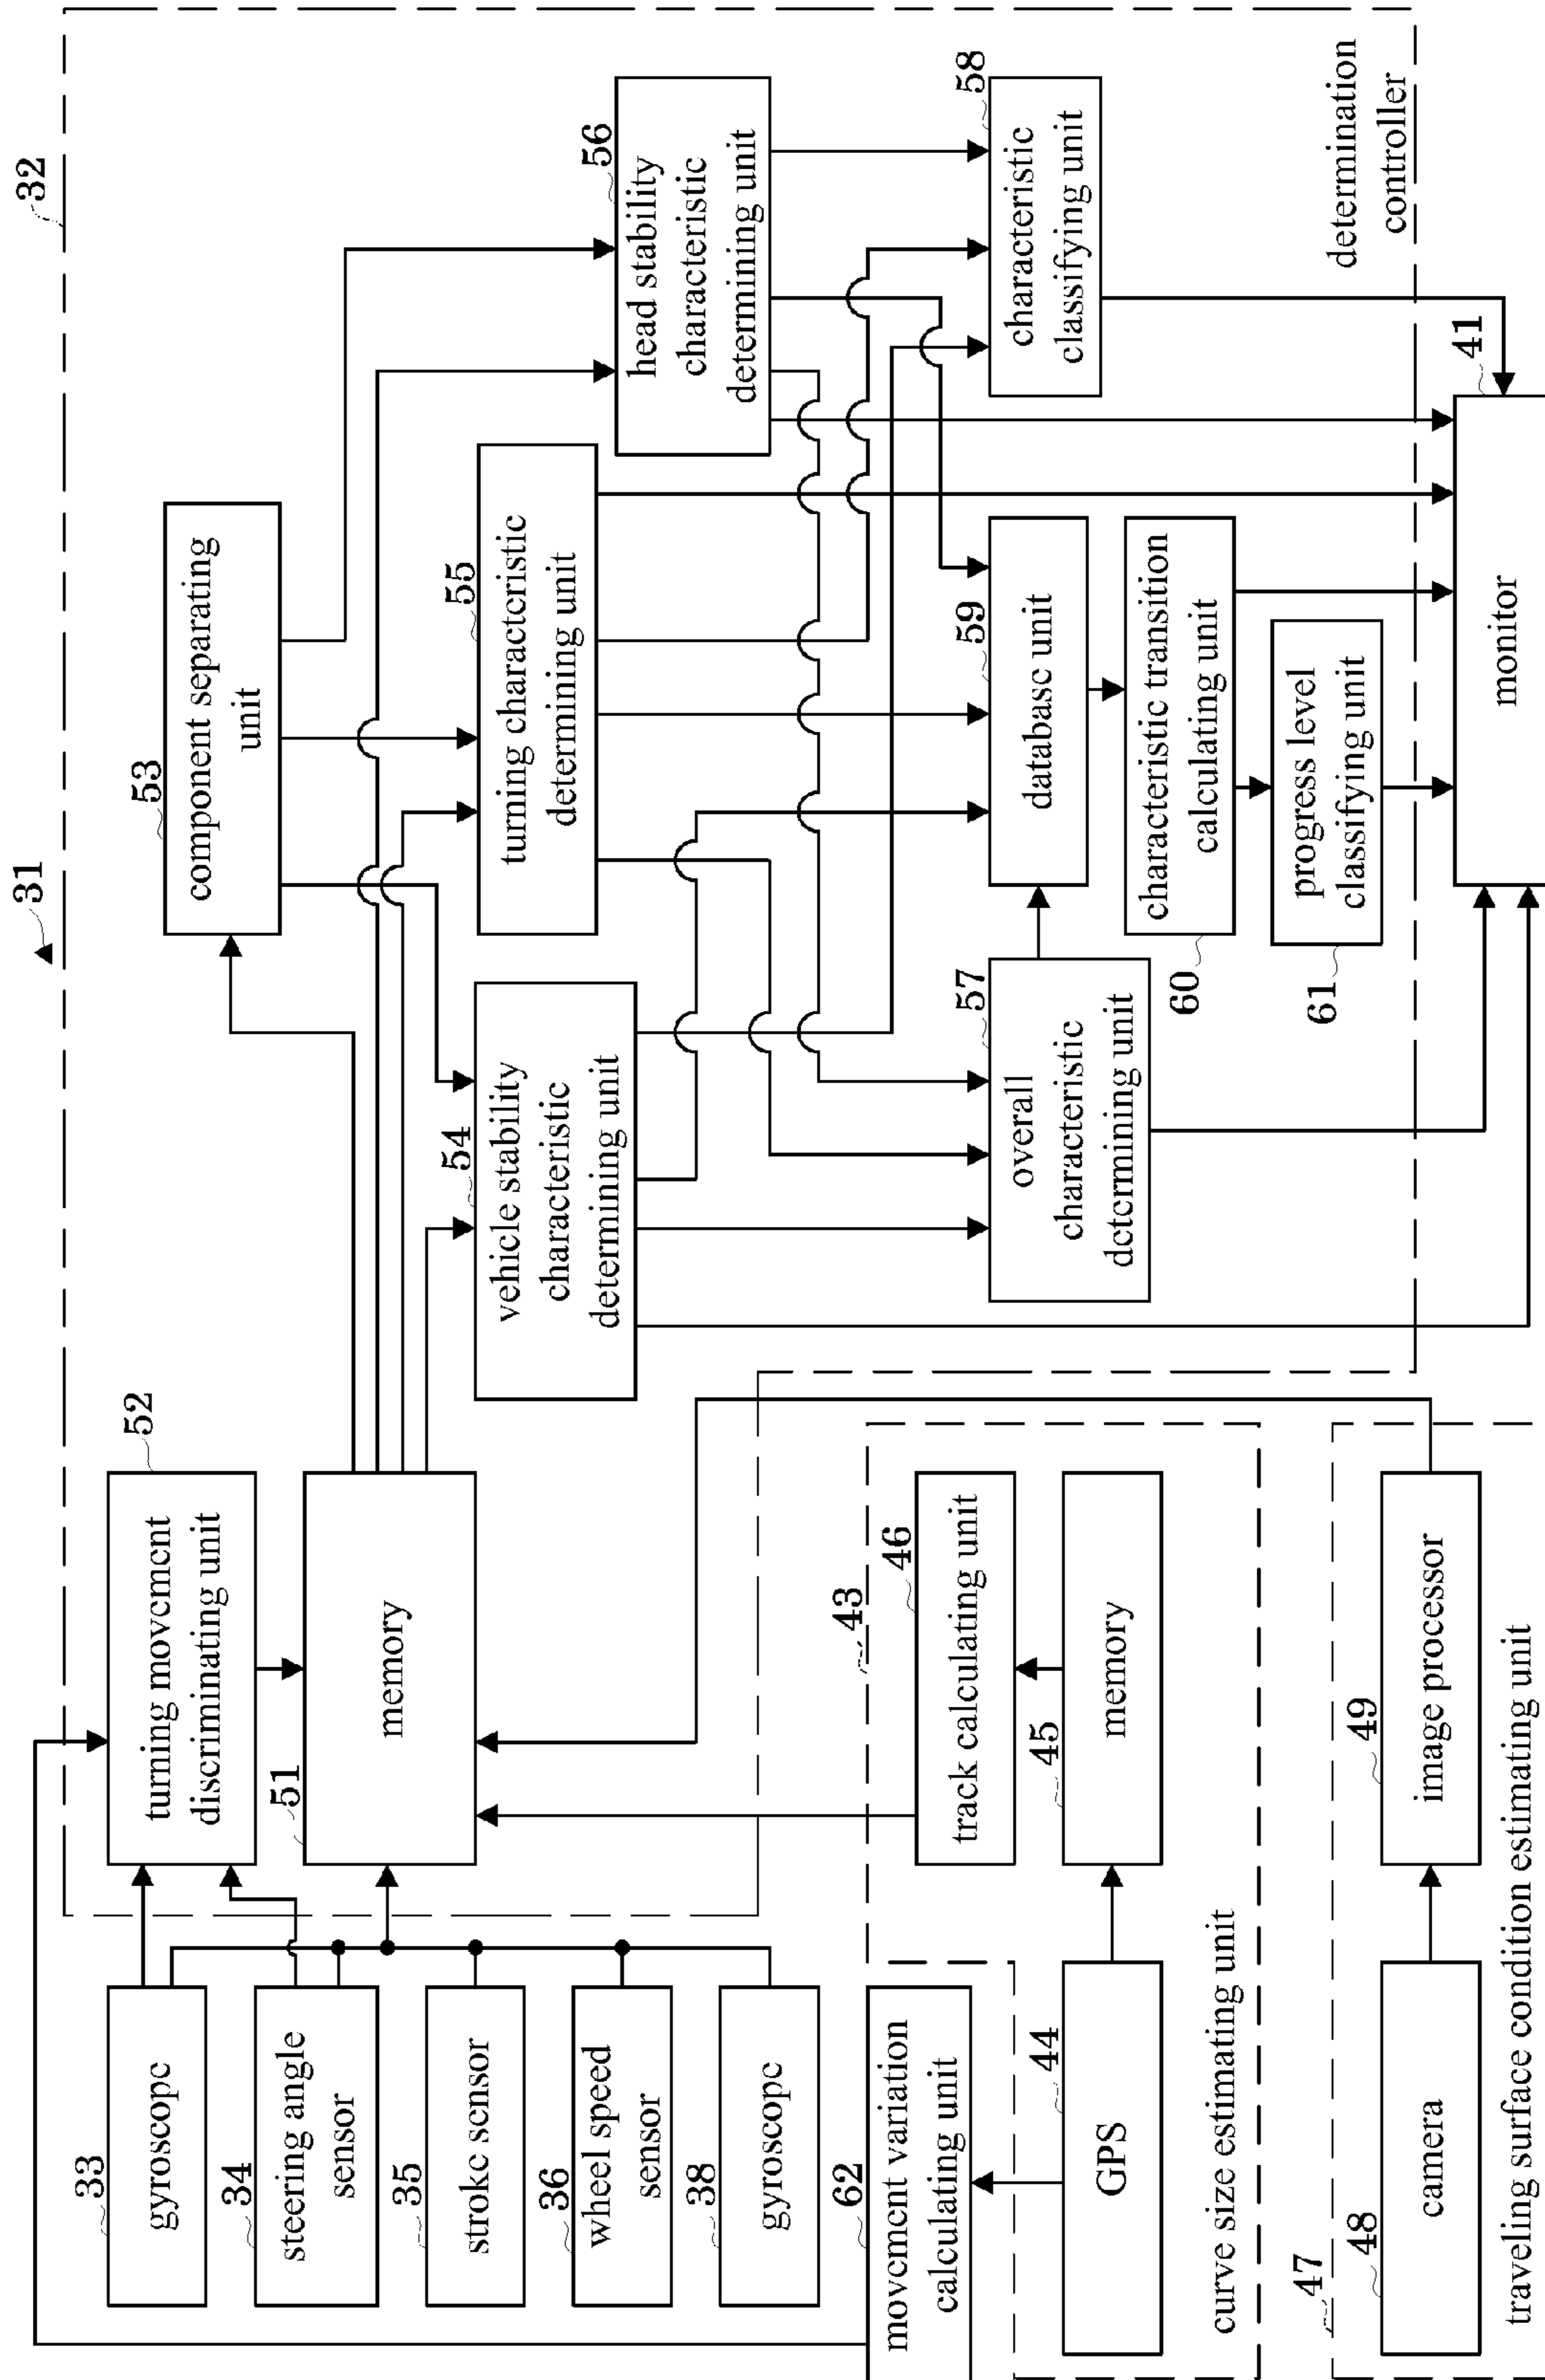 31
32
33
gyroscope
34
steering angle
sensor
35
stroke sensor
36
wheel speed
sensor
38
gyroscope
62
movement variation
calculating unit
52
turning movement
discriminating unit
51
memory
43
46
track calculating unit
45
memory
44
GPS
curve size estimating unit
47
48
camera
49
image processor
traveling surface condition estimating unit
53
component separating
unit
54
vehicle stability
characteristic
determining unit
55
turning characteristic
determining unit
56
head stability
characteristic
determining unit
57
overall
characteristic
determining unit
59
database unit
58
characteristic
classifying unit
60
characteristic transition
calculating unit
61
progress level
classifying unit
determination
controller
41
monitor